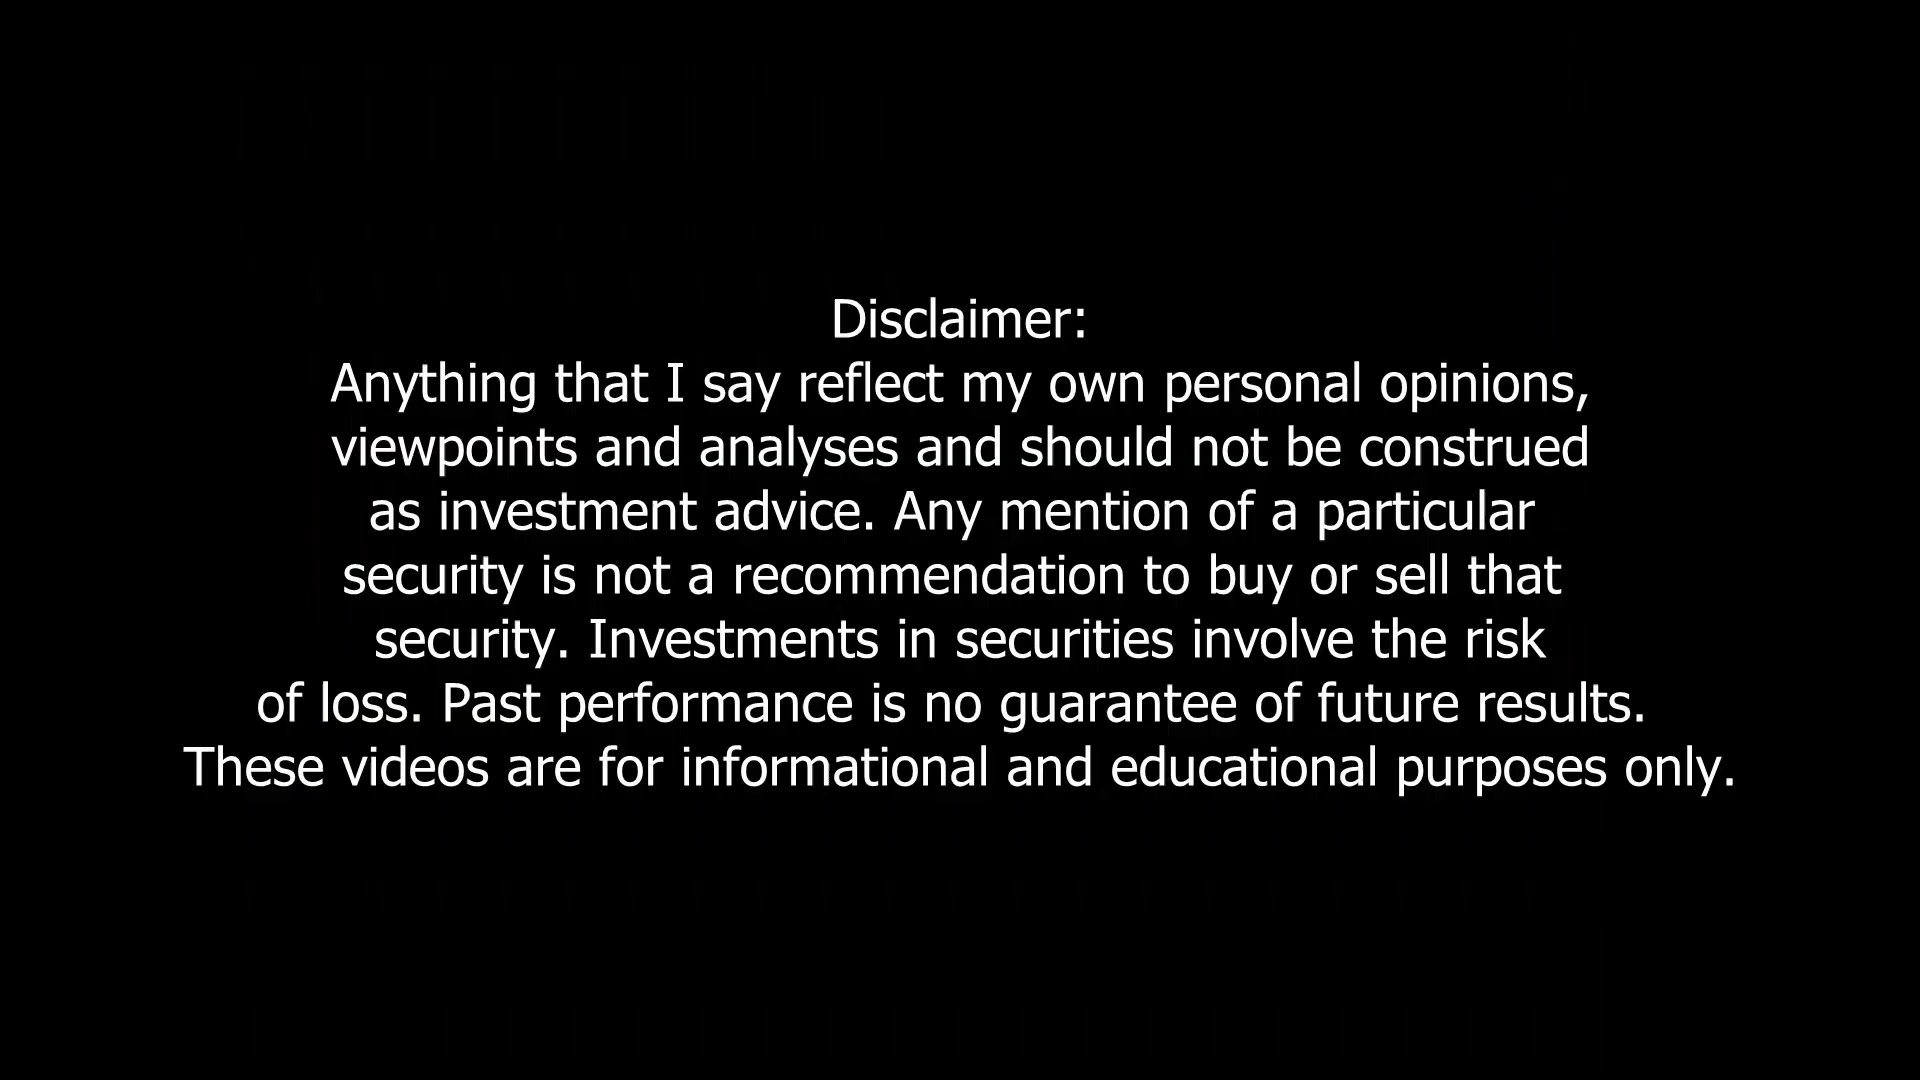 Disclaimer:
Anything that I say reflect my own personal opinions,
viewpoints and analyses and should not be construed
as investment advice. Any mention of a particular
security is not a recommendation to buy or sell that
security. Investments in securities involve the risk
of loss. Past performance is no guarantee of future results.
These videos are for informational and educational purposes only.